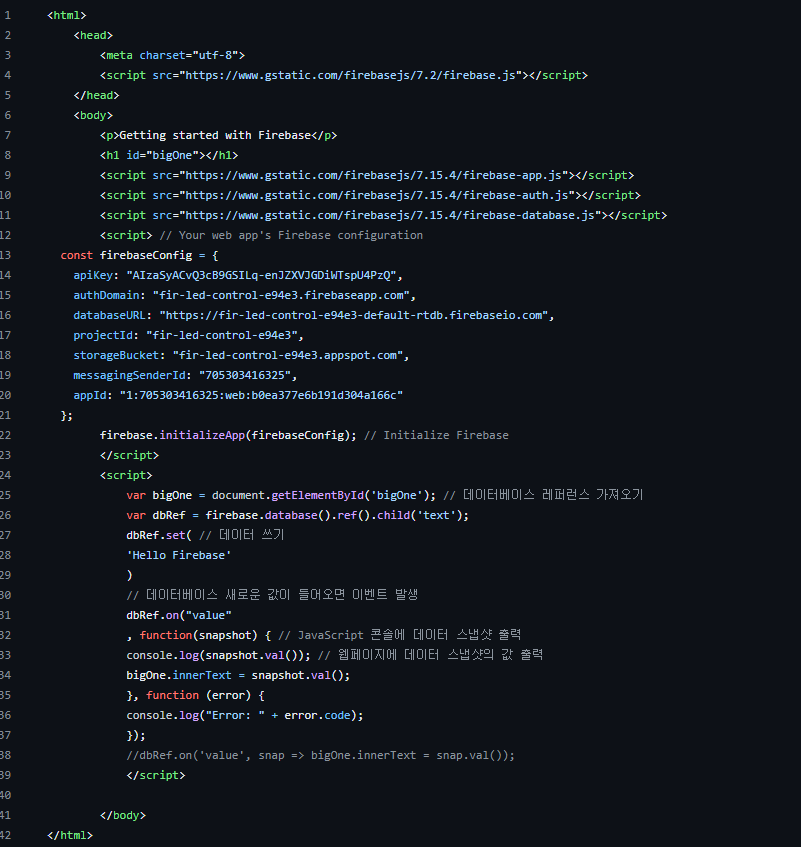 1 <html>
2 <head>
3 <meta charset="utf-8">
4 <script src="https://www.gstatic.com/firebasejs/7.2/firebase.js"></script>
5 </head>
6 <body>
7 <p>Getting started with Firebase</p>
8 <h1 id="bigOne"></h1>
9 <script src="https://www.gstatic.com/firebasejs/7.15.4/firebase-app.js"></script>
10 <script src="https://www.gstatic.com/firebasejs/7.15.4/firebase-auth.js"></script>
11 <script src="https://www.gstatic.com/firebasejs/7.15.4/firebase-database.js"></script>
12 <script> // Your web app's Firebase configuration
13 const firebaseConfig = {
14 apiKey: "AIzaSyACvQ3cB9GSILq-enJZXVJGDiWTspU4PzQ",
15 authDomain: "fir-led-control-e94e3.firebaseapp.com",
16 databaseURL: "https://fir-led-control-e94e3-default-rtdb.firebaseio.com",
17 projectId: "fir-led-control-e94e3",
18 storageBucket: "fir-led-control-e94e3.appspot.com",
19 messagingSenderId: "705303416325",
20 appId: "1:705303416325:web:b0ea377e6b191d304a166c"
21 };
22 firebase.initializeApp(firebaseConfig); // Initialize Firebase
23 </script>
24 <script>
25 var bigOne = document.getElementById('bigOne'); // 데이터베이스 레퍼런스 가져오기
26 var dbRef = firebase.database().ref().child('text');
27 dbRef.set( // 데이터 쓰기
28 'Hello Firebase'
29 )
30 // 데이터베이스 새로운 값이 들어오면 이벤트 발생
31 dbRef.on("value"
32 , function(snapshot) { // JavaScript 콘솔에 데이터 스냅샷 출력
33 console.log(snapshot.val()); // 웹페이지에 데이터 스냅샷의 값 출력
34 bigOne.innerText = snapshot.val();
35 }, function (error) {
36 console.log("Error: " + error.code);
37 });
38 //dbRef.on('value', snap => bigOne.innerText = snap.val());
39 </script>
40
41 </body>
42 </html>